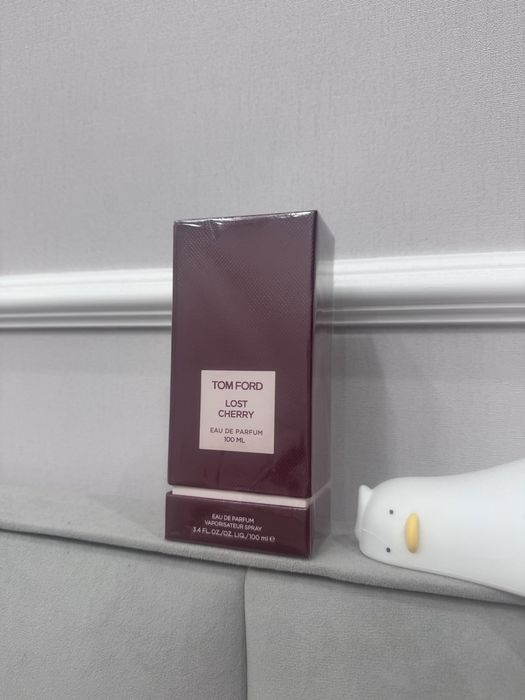 TOM FORD
LOST
CHERRY
EAU DE PARFUM
100 ML
EAU DE PARFUM
VAPORISATEUR SPRAY
3.4 FL. OZ./OZ. LIQ./100 ml ℮